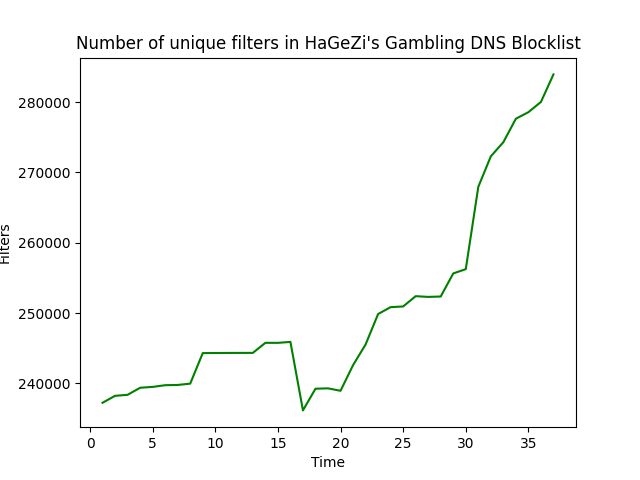 Number of unique filters in HaGeZi's Gambling DNS Blocklist
280000
270000
260000
250000
240000
Filters
0 5 10 15 20 25 30 35
Time